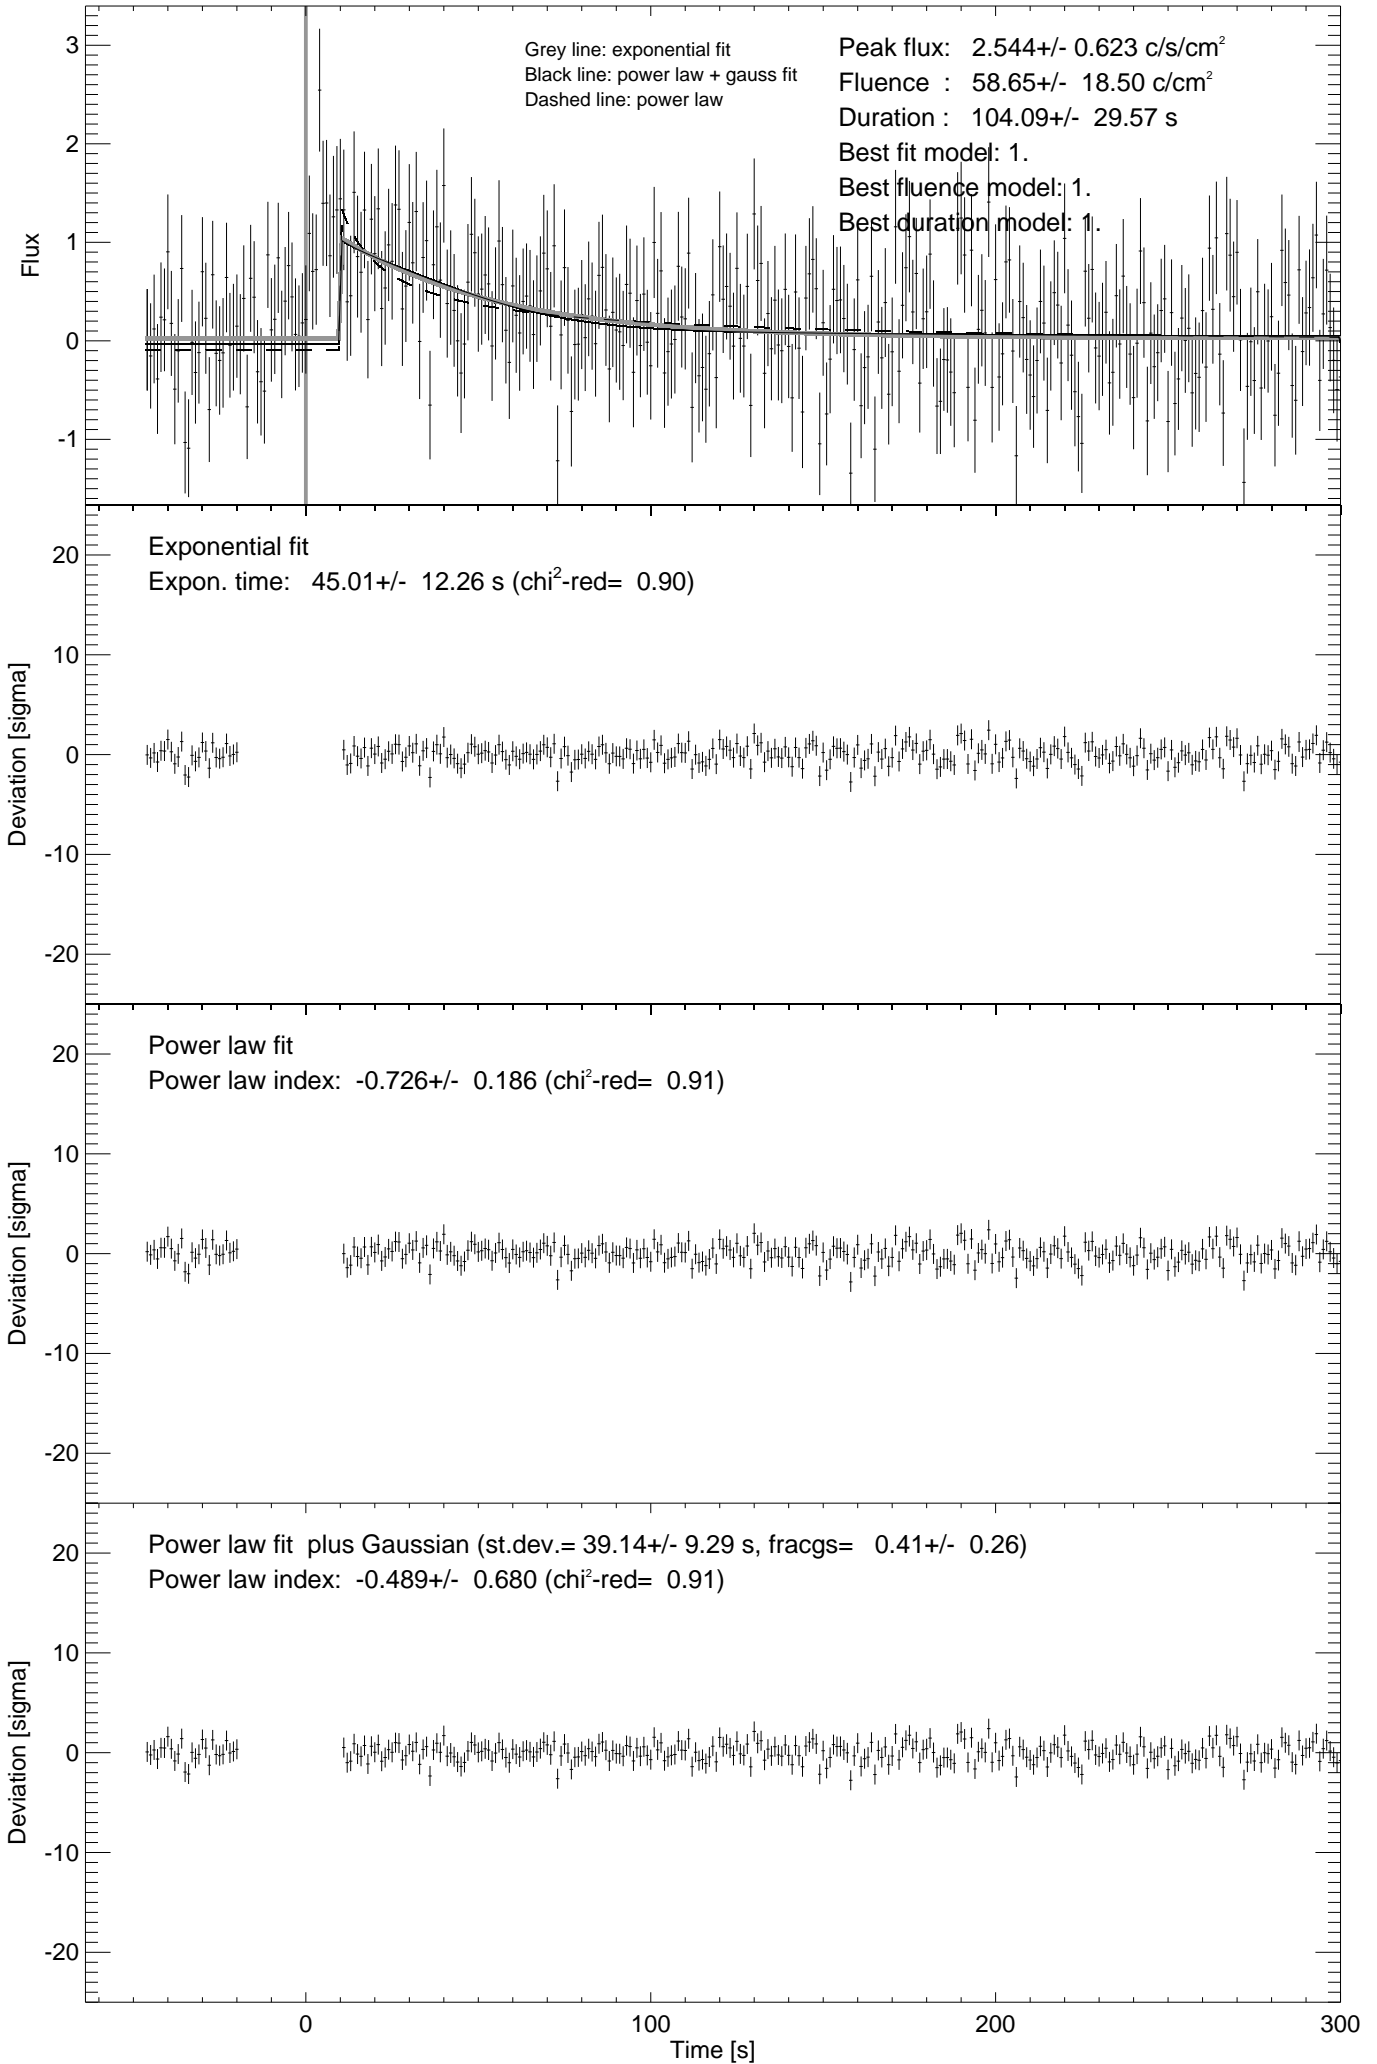 Grey line: exponential fit
Black line: power law + gauss fit
Dashed line: power law
Peak flux: 2.544+/- 0.623 c/s/cm²
Fluence : 58.65+/- 18.50 c/cm²
Duration : 104.09+/- 29.57 s
Best fit model: 1.
Best fluence model: 1.
Best duration model: 1.
3
2
1
0
-1
Flux
Exponential fit
Expon. time: 45.01+/- 12.26 s (chi²-red= 0.90)
20
10
0
-10
-20
Deviation [sigma]
Power law fit
Power law index: -0.726+/- 0.186 (chi²-red= 0.91)
20
10
0
-10
-20
Deviation [sigma]
Power law fit plus Gaussian (st.dev.= 39.14+/- 9.29 s, fracgs= 0.41+/- 0.26)
Power law index: -0.489+/- 0.680 (chi²-red= 0.91)
20
10
0
-10
-20
Deviation [sigma]
0 100 200 300
Time [s]